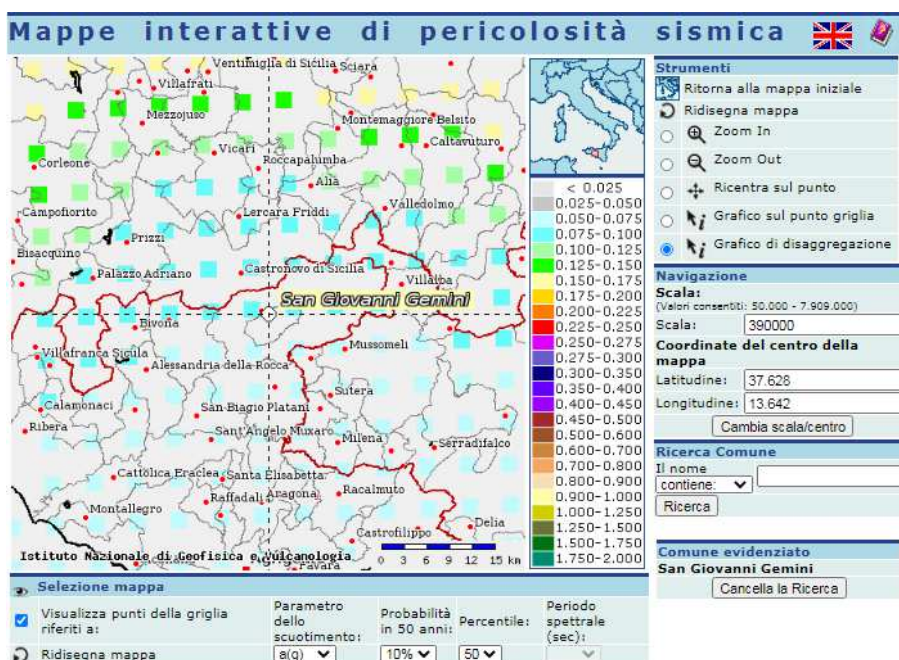 Mappe interattive di pericolosità sismica
Ventimiglia di Sicilia
Sciara
Villafrati
Mezzojuso
Montemaggiore Belsito
Vicari
Caltavuturo
Corleone
Roccapalumba
Alia
Campofiorito
Lercara Friddi
Valledolmo
Prizzi
Bisacquino
Palazzo Adriano
Castronovo di Sicilia
Villalba
San Giovanni Gemini
Bivona
Mussomeli
Villafranca Sicula
Alessandria della Rocca
Sutera
Calamonaci
San Biagio Platani
Ribera
Sant'Angelo Muxaro
Milena
Serradifalco
Cattolica Eraclea
Santa Elisabetta
Aragona
Racalmuto
Raffadali
Montallegro
Delia
Castrofilippo
Istituto Nazionale di Geofisica e Vulcanologia
Favara
0 3 6 9 12 15 km
< 0.025
0.025-0.050
0.050-0.075
0.075-0.100
0.100-0.125
0.125-0.150
0.150-0.175
0.175-0.200
0.200-0.225
0.225-0.250
0.250-0.275
0.275-0.300
0.300-0.350
0.350-0.400
0.400-0.450
0.450-0.500
0.500-0.600
0.600-0.700
0.700-0.800
0.800-0.900
0.900-1.000
1.000-1.250
1.250-1.500
1.500-1.750
1.750-2.000
Strumenti
Ritorna alla mappa iniziale
Ridisegna mappa
Zoom In
Zoom Out
Ricentra sul punto
Grafico sul punto griglia
Grafico di disaggregazione
Navigazione
Scala:
(Valori consentiti: 50.000 - 7.909.000)
Scala: 390000
Coordinate del centro della
mappa
Latitudine: 37.628
Longitudine: 13.642
Cambia scala/centro
Ricerca Comune
Il nome
contiene:
Ricerca
Comune evidenziato
San Giovanni Gemini
Cancella la Ricerca
Selezione mappa
Visualizza punti della griglia
riferiti a:
Parametro
dello
scuotimento:
Probabilità
in 50 anni:
Percentile:
Periodo
spettrale
(sec):
Ridisegna mappa
a(g)
10%
50